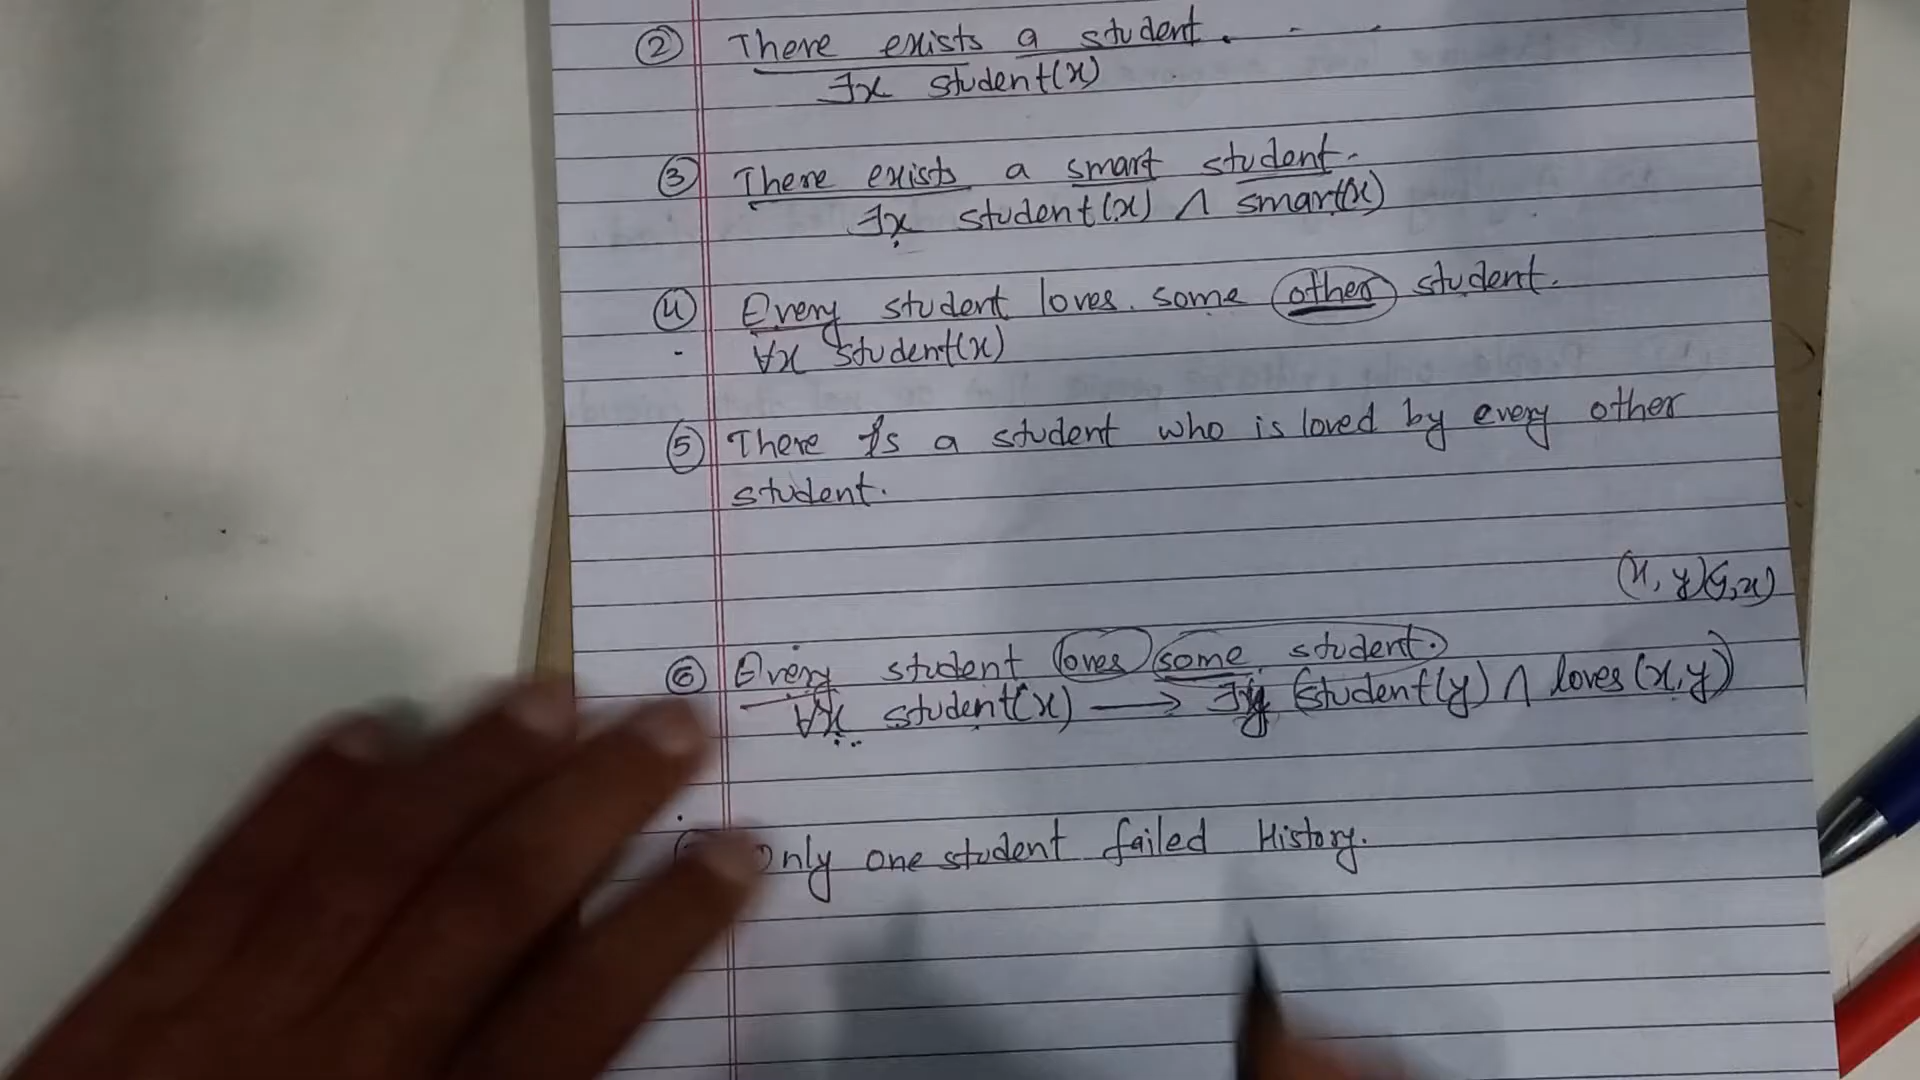 ② There exists a student.
∃x student(x)
③ There exists a smart student.
∃x student(x) ∧ smart(x)
④ Every student loves some other student.
∀x student(x)
⑤ There is a student who is loved by every other
student.
(x, y)(y,x)
⑥ Every student loves some student.
∀x student(x) → ∃y (student(y) ∧ loves(x,y))
Only one student failed History.